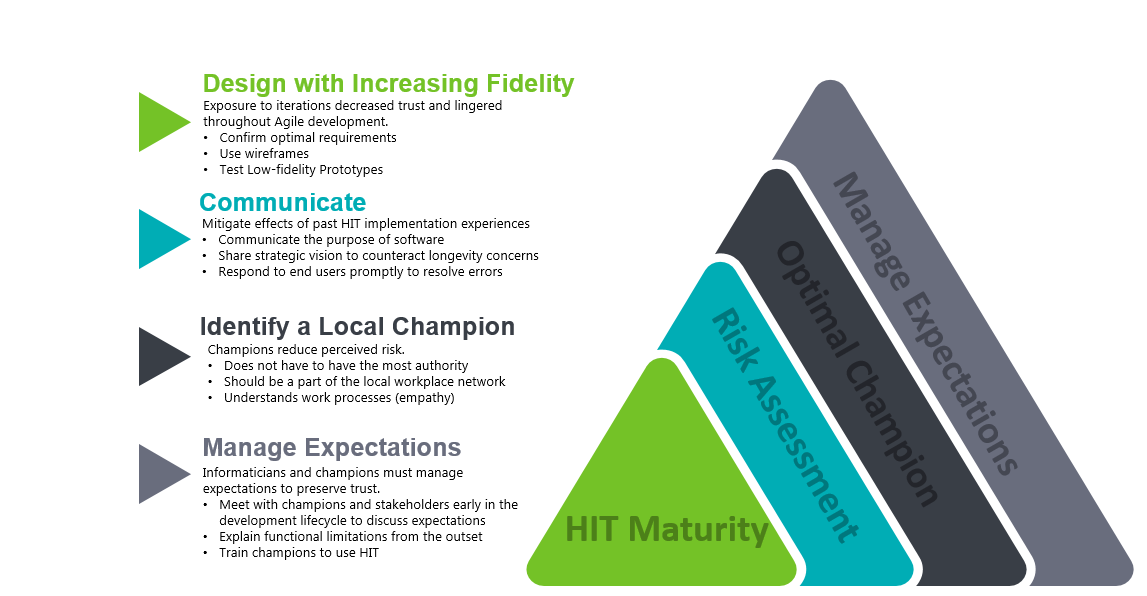 Design with Increasing Fidelity
Exposure to iterations decreased trust and lingered
throughout Agile development.
• Confirm optimal requirements
• Use wireframes
• Test Low-fidelity Prototypes
Communicate
Mitigate effects of past HIT implementation experiences
• Communicate the purpose of software
• Share strategic vision to counteract longevity concerns
• Respond to end users promptly to resolve errors
Identify a Local Champion
Champions reduce perceived risk.
• Does not have to have the most authority
• Should be a part of the local workplace network
• Understands work processes (empathy)
Manage Expectations
Informaticians and champions must manage
expectations to preserve trust.
• Meet with champions and stakeholders early in the
development lifecycle to discuss expectations
• Explain functional limitations from the outset
• Train champions to use HIT
HIT Maturity
Risk Assessment
Optimal Champion
Manage Expectations